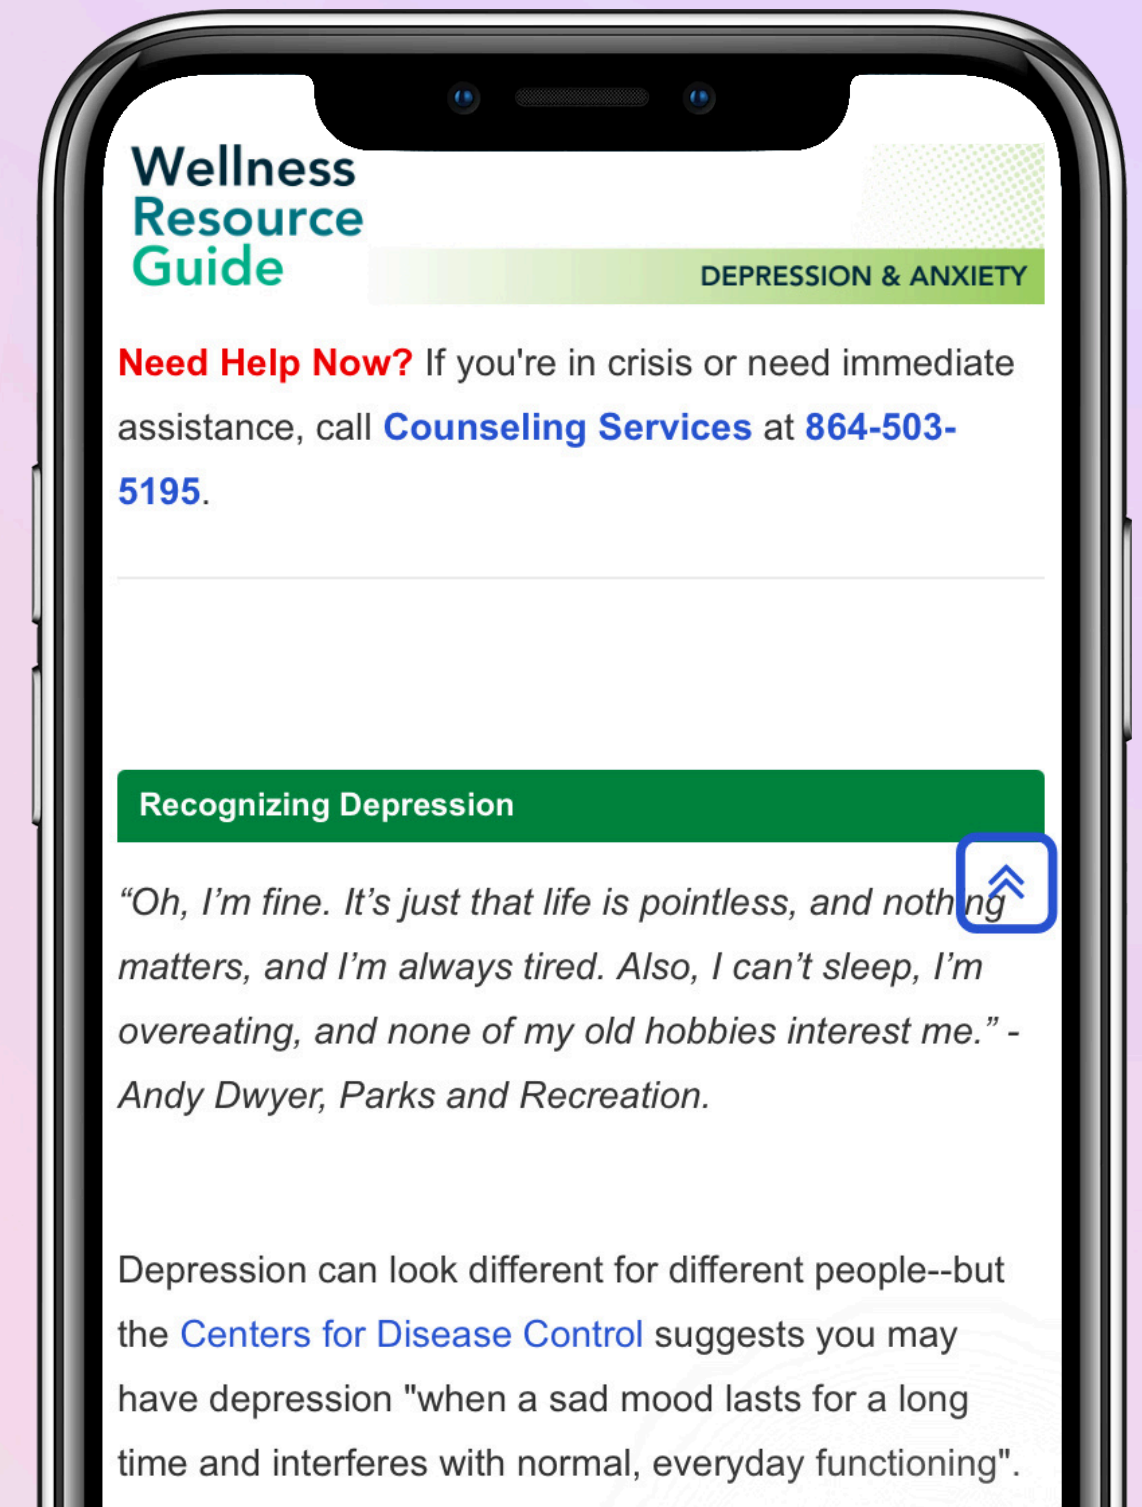 Wellness
Resource
Guide
DEPRESSION & ANXIETY
Need Help Now? If you're in crisis or need immediate
assistance, call Counseling Services at 864-503-
5195.
Recognizing Depression
“Oh, I’m fine. It’s just that life is pointless, and nothing
matters, and I’m always tired. Also, I can’t sleep, I’m
overeating, and none of my old hobbies interest me.” -
Andy Dwyer, Parks and Recreation.
Depression can look different for different people--but
the Centers for Disease Control suggests you may
have depression "when a sad mood lasts for a long
time and interferes with normal, everyday functioning".